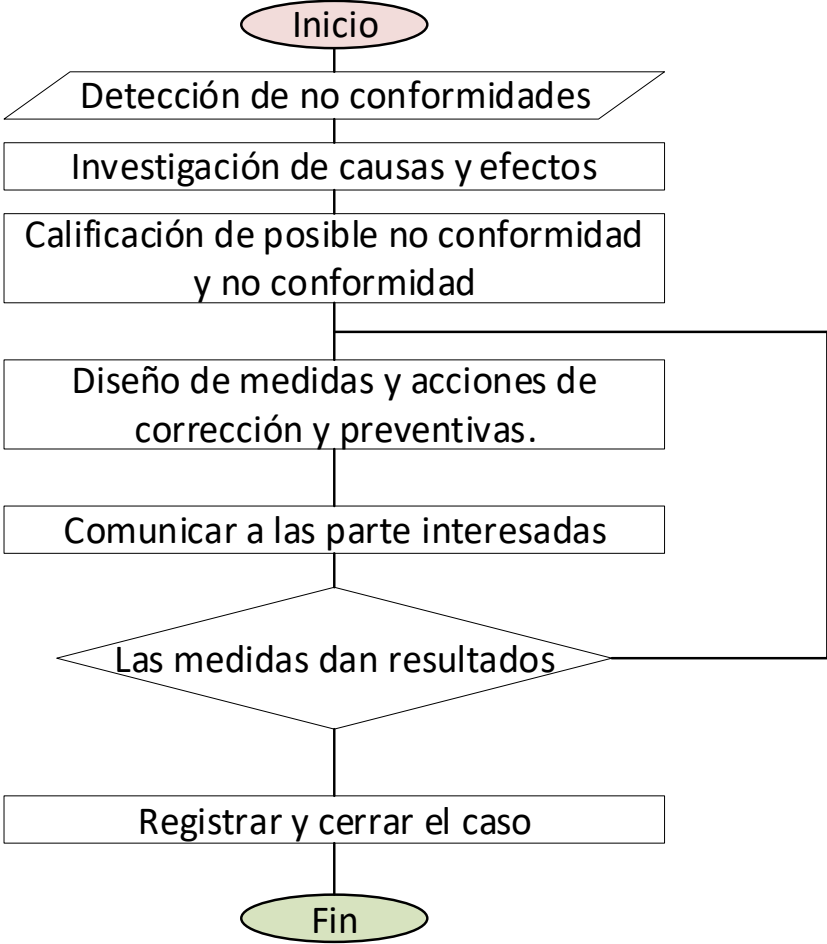 Inicio
Detección de no conformidades
Investigación de causas y efectos
Calificación de posible no conformidad
y no conformidad
Diseño de medidas y acciones de
corrección y preventivas.
Comunicar a las parte interesadas
Las medidas dan resultados
Registrar y cerrar el caso
Fin